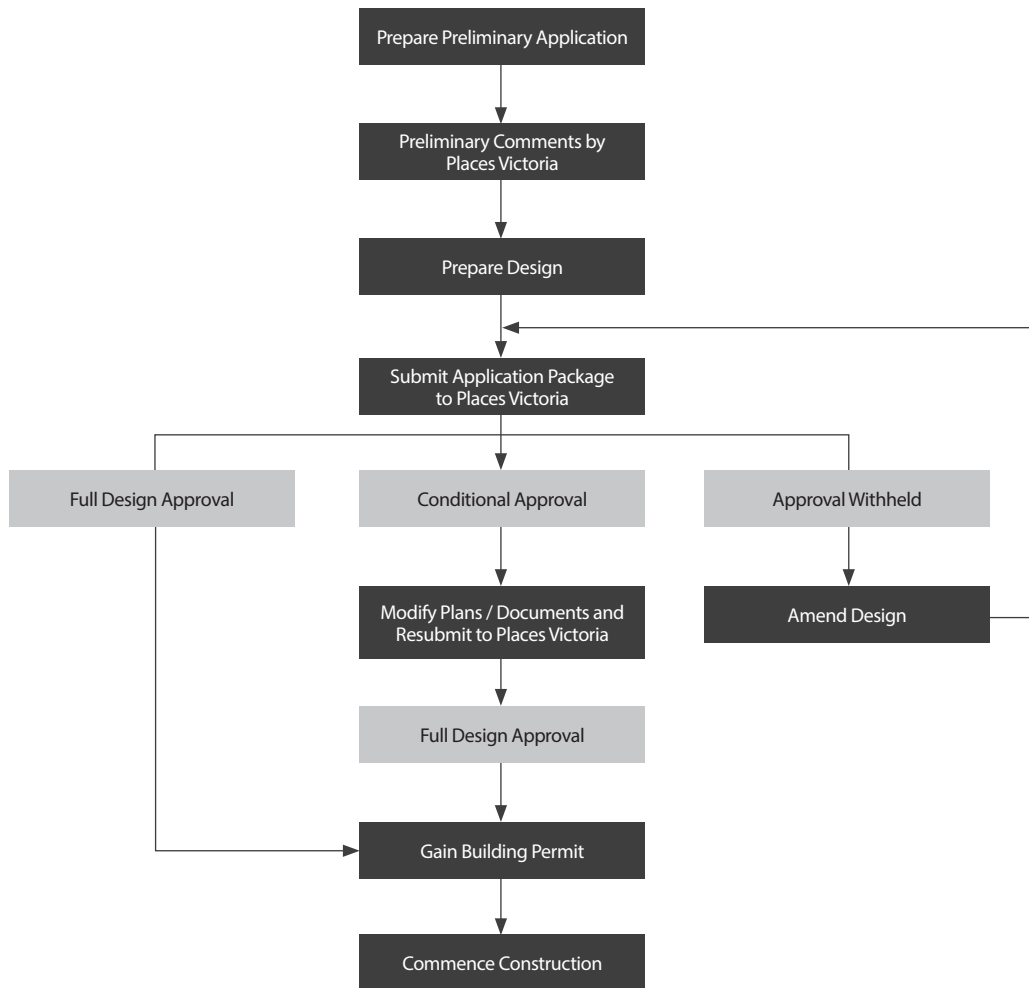 Prepare Preliminary Application
Preliminary Comments by
Places Victoria
Prepare Design
Submit Application Package
to Places Victoria
Full Design Approval
Conditional Approval
Approval Withheld
Modify Plans / Documents and
Resubmit to Places Victoria
Amend Design
Full Design Approval
Gain Building Permit
Commence Construction